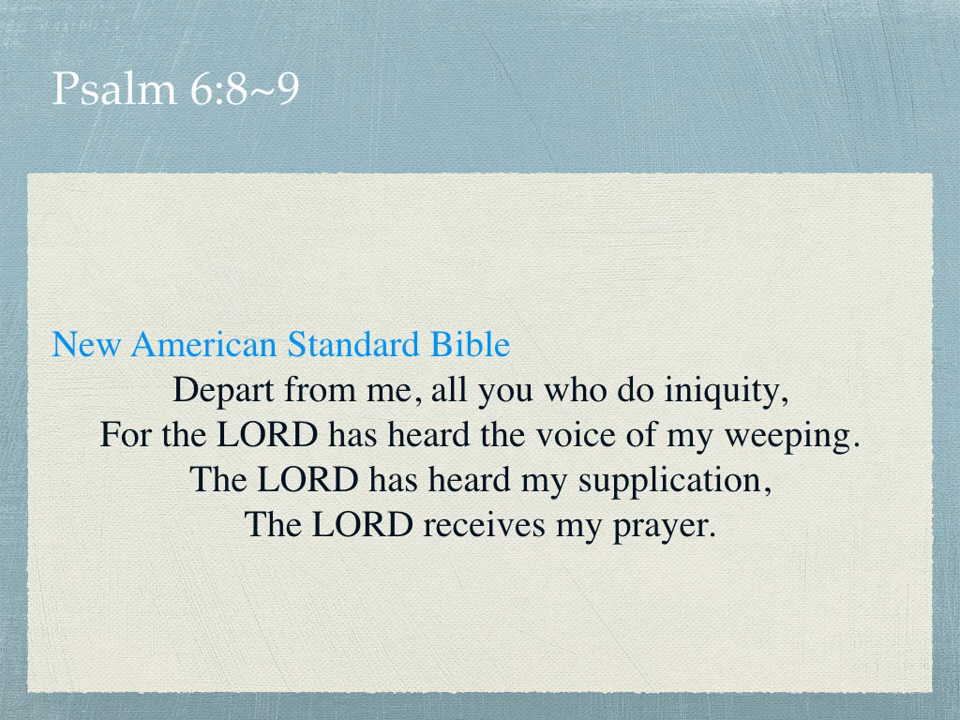 Psalm 6:8~9
New American Standard Bible
Depart from me, all you who do iniquity,
For the LORD has heard the voice of my weeping.
The LORD has heard my supplication,
The LORD receives my prayer.